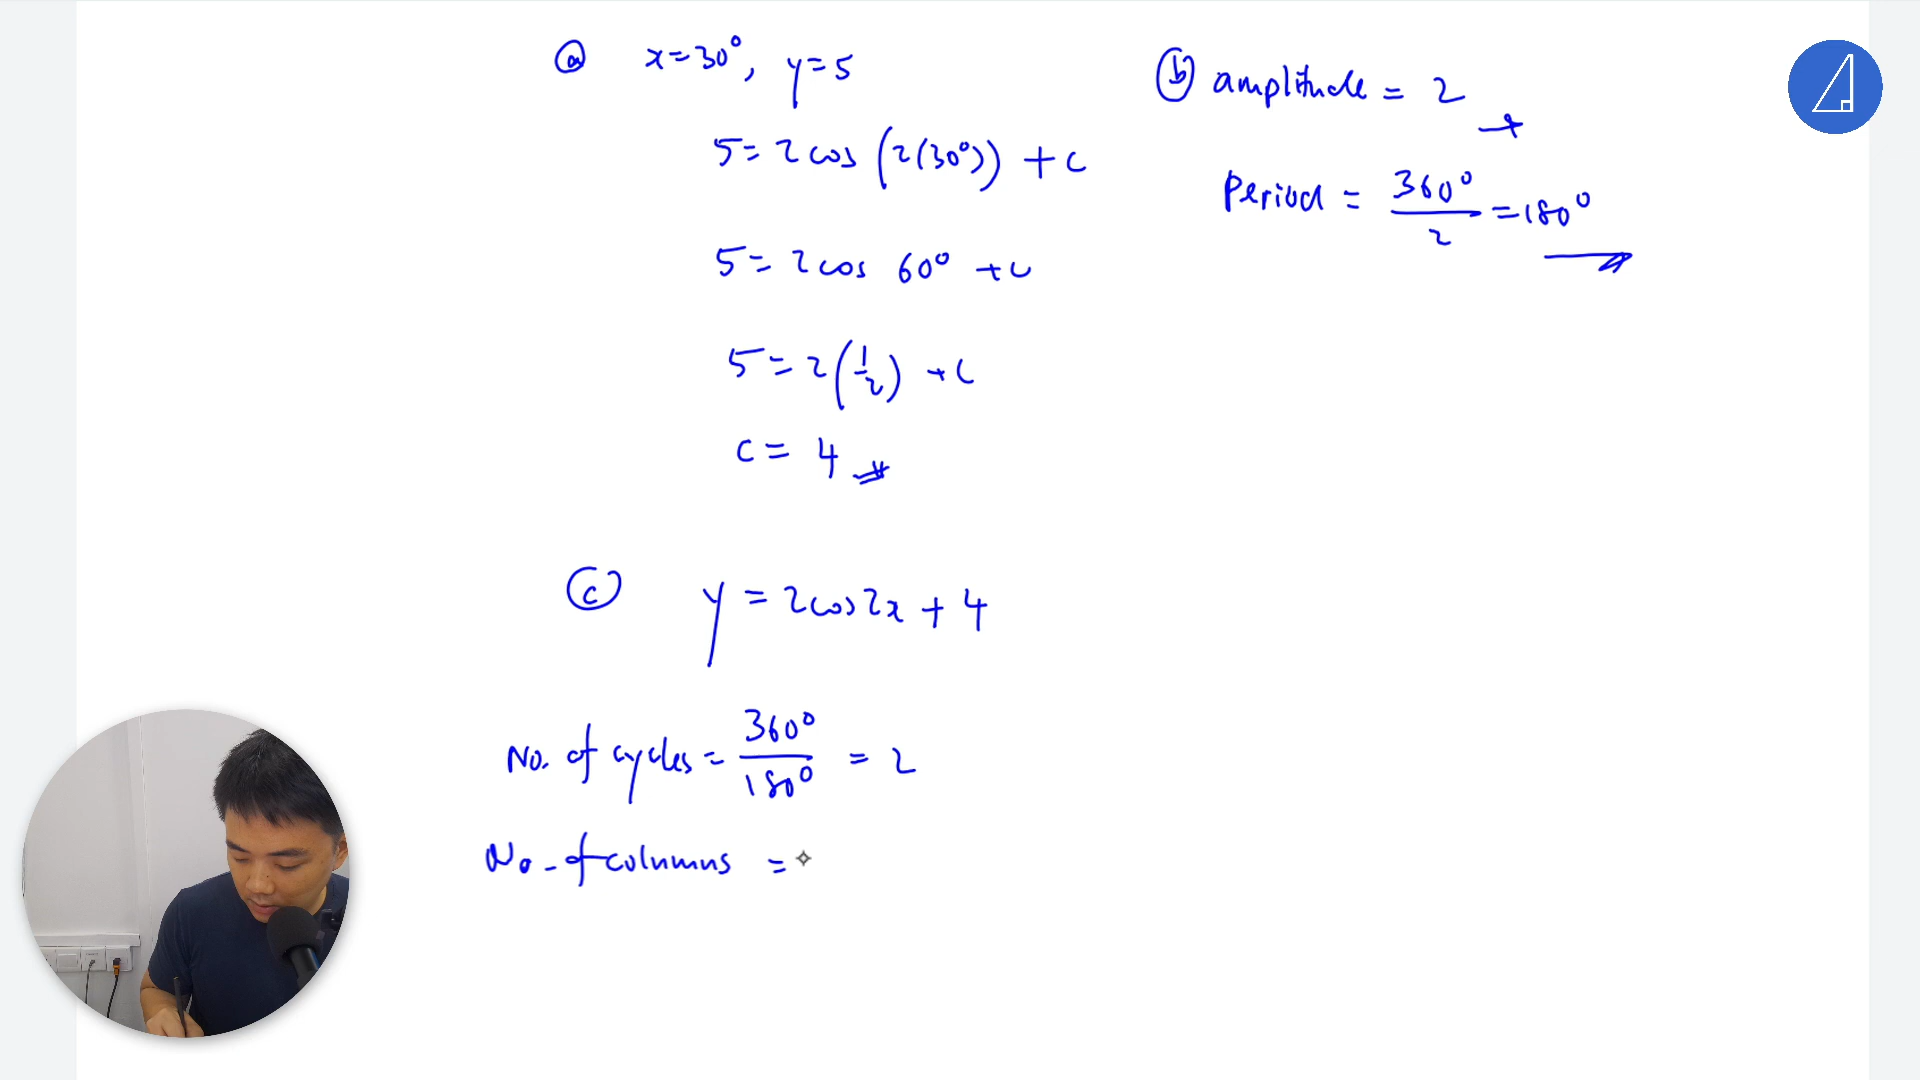 ⓐ x=30°, y=5
5=2cos(2(30°))+c
5=2cos 60° +c
5=2(1/2)+c
c=4
ⓑ amplitude = 2
Period = 360°/2 =180°
ⓒ y=2cos2x+4
No. of cycles = 360°/180° = 2
No. of columns =